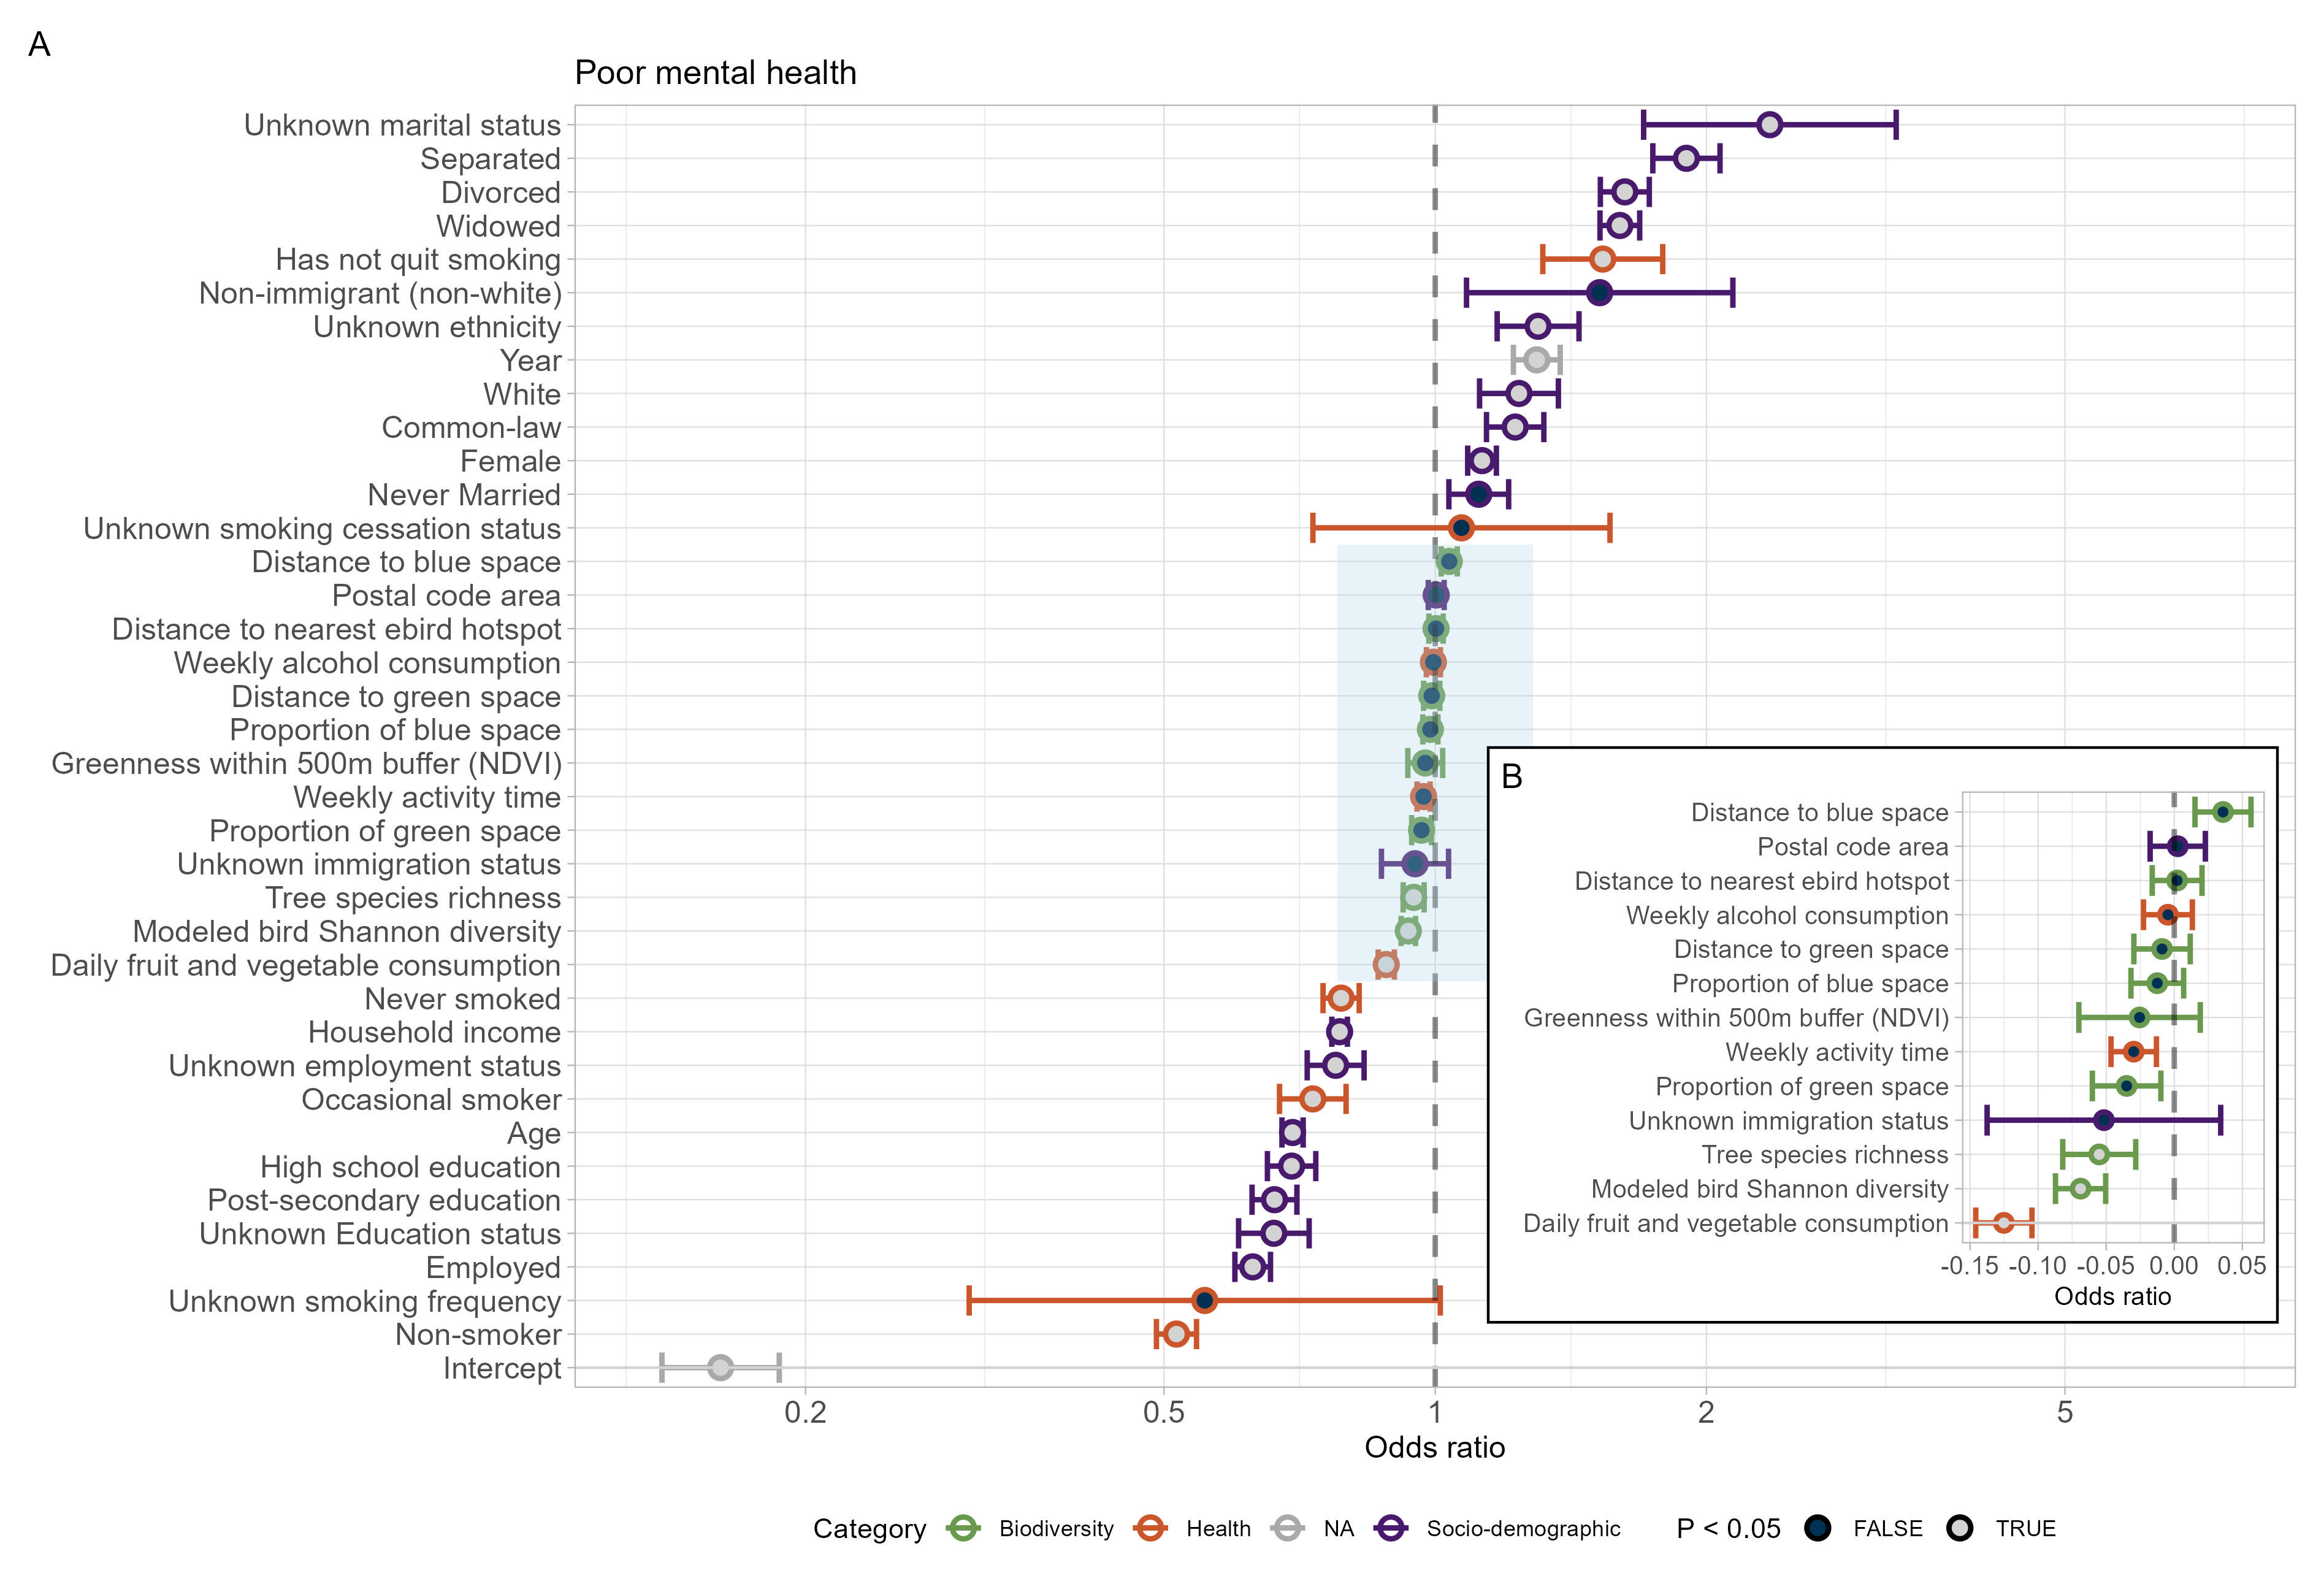 A
Poor mental health
Unknown marital status
Separated
Divorced
Widowed
Has not quit smoking
Non-immigrant (non-white)
Unknown ethnicity
Year
White
Common-law
Female
Never Married
Unknown smoking cessation status
Distance to blue space
Postal code area
Distance to nearest ebird hotspot
Weekly alcohol consumption
Distance to green space
Proportion of blue space
Greenness within 500m buffer (NDVI)
Weekly activity time
Proportion of green space
Unknown immigration status
Tree species richness
Modeled bird Shannon diversity
Daily fruit and vegetable consumption
Never smoked
Household income
Unknown employment status
Occasional smoker
Age
High school education
Post-secondary education
Unknown Education status
Employed
Unknown smoking frequency
Non-smoker
Intercept
0.2 0.5 1 2 5
Odds ratio
B
Distance to blue space
Postal code area
Distance to nearest ebird hotspot
Weekly alcohol consumption
Distance to green space
Proportion of blue space
Greenness within 500m buffer (NDVI)
Weekly activity time
Proportion of green space
Unknown immigration status
Tree species richness
Modeled bird Shannon diversity
Daily fruit and vegetable consumption
-0.15 -0.10 -0.05 0.00 0.05
Odds ratio
Category Biodiversity Health NA Socio-demographic P < 0.05 FALSE TRUE